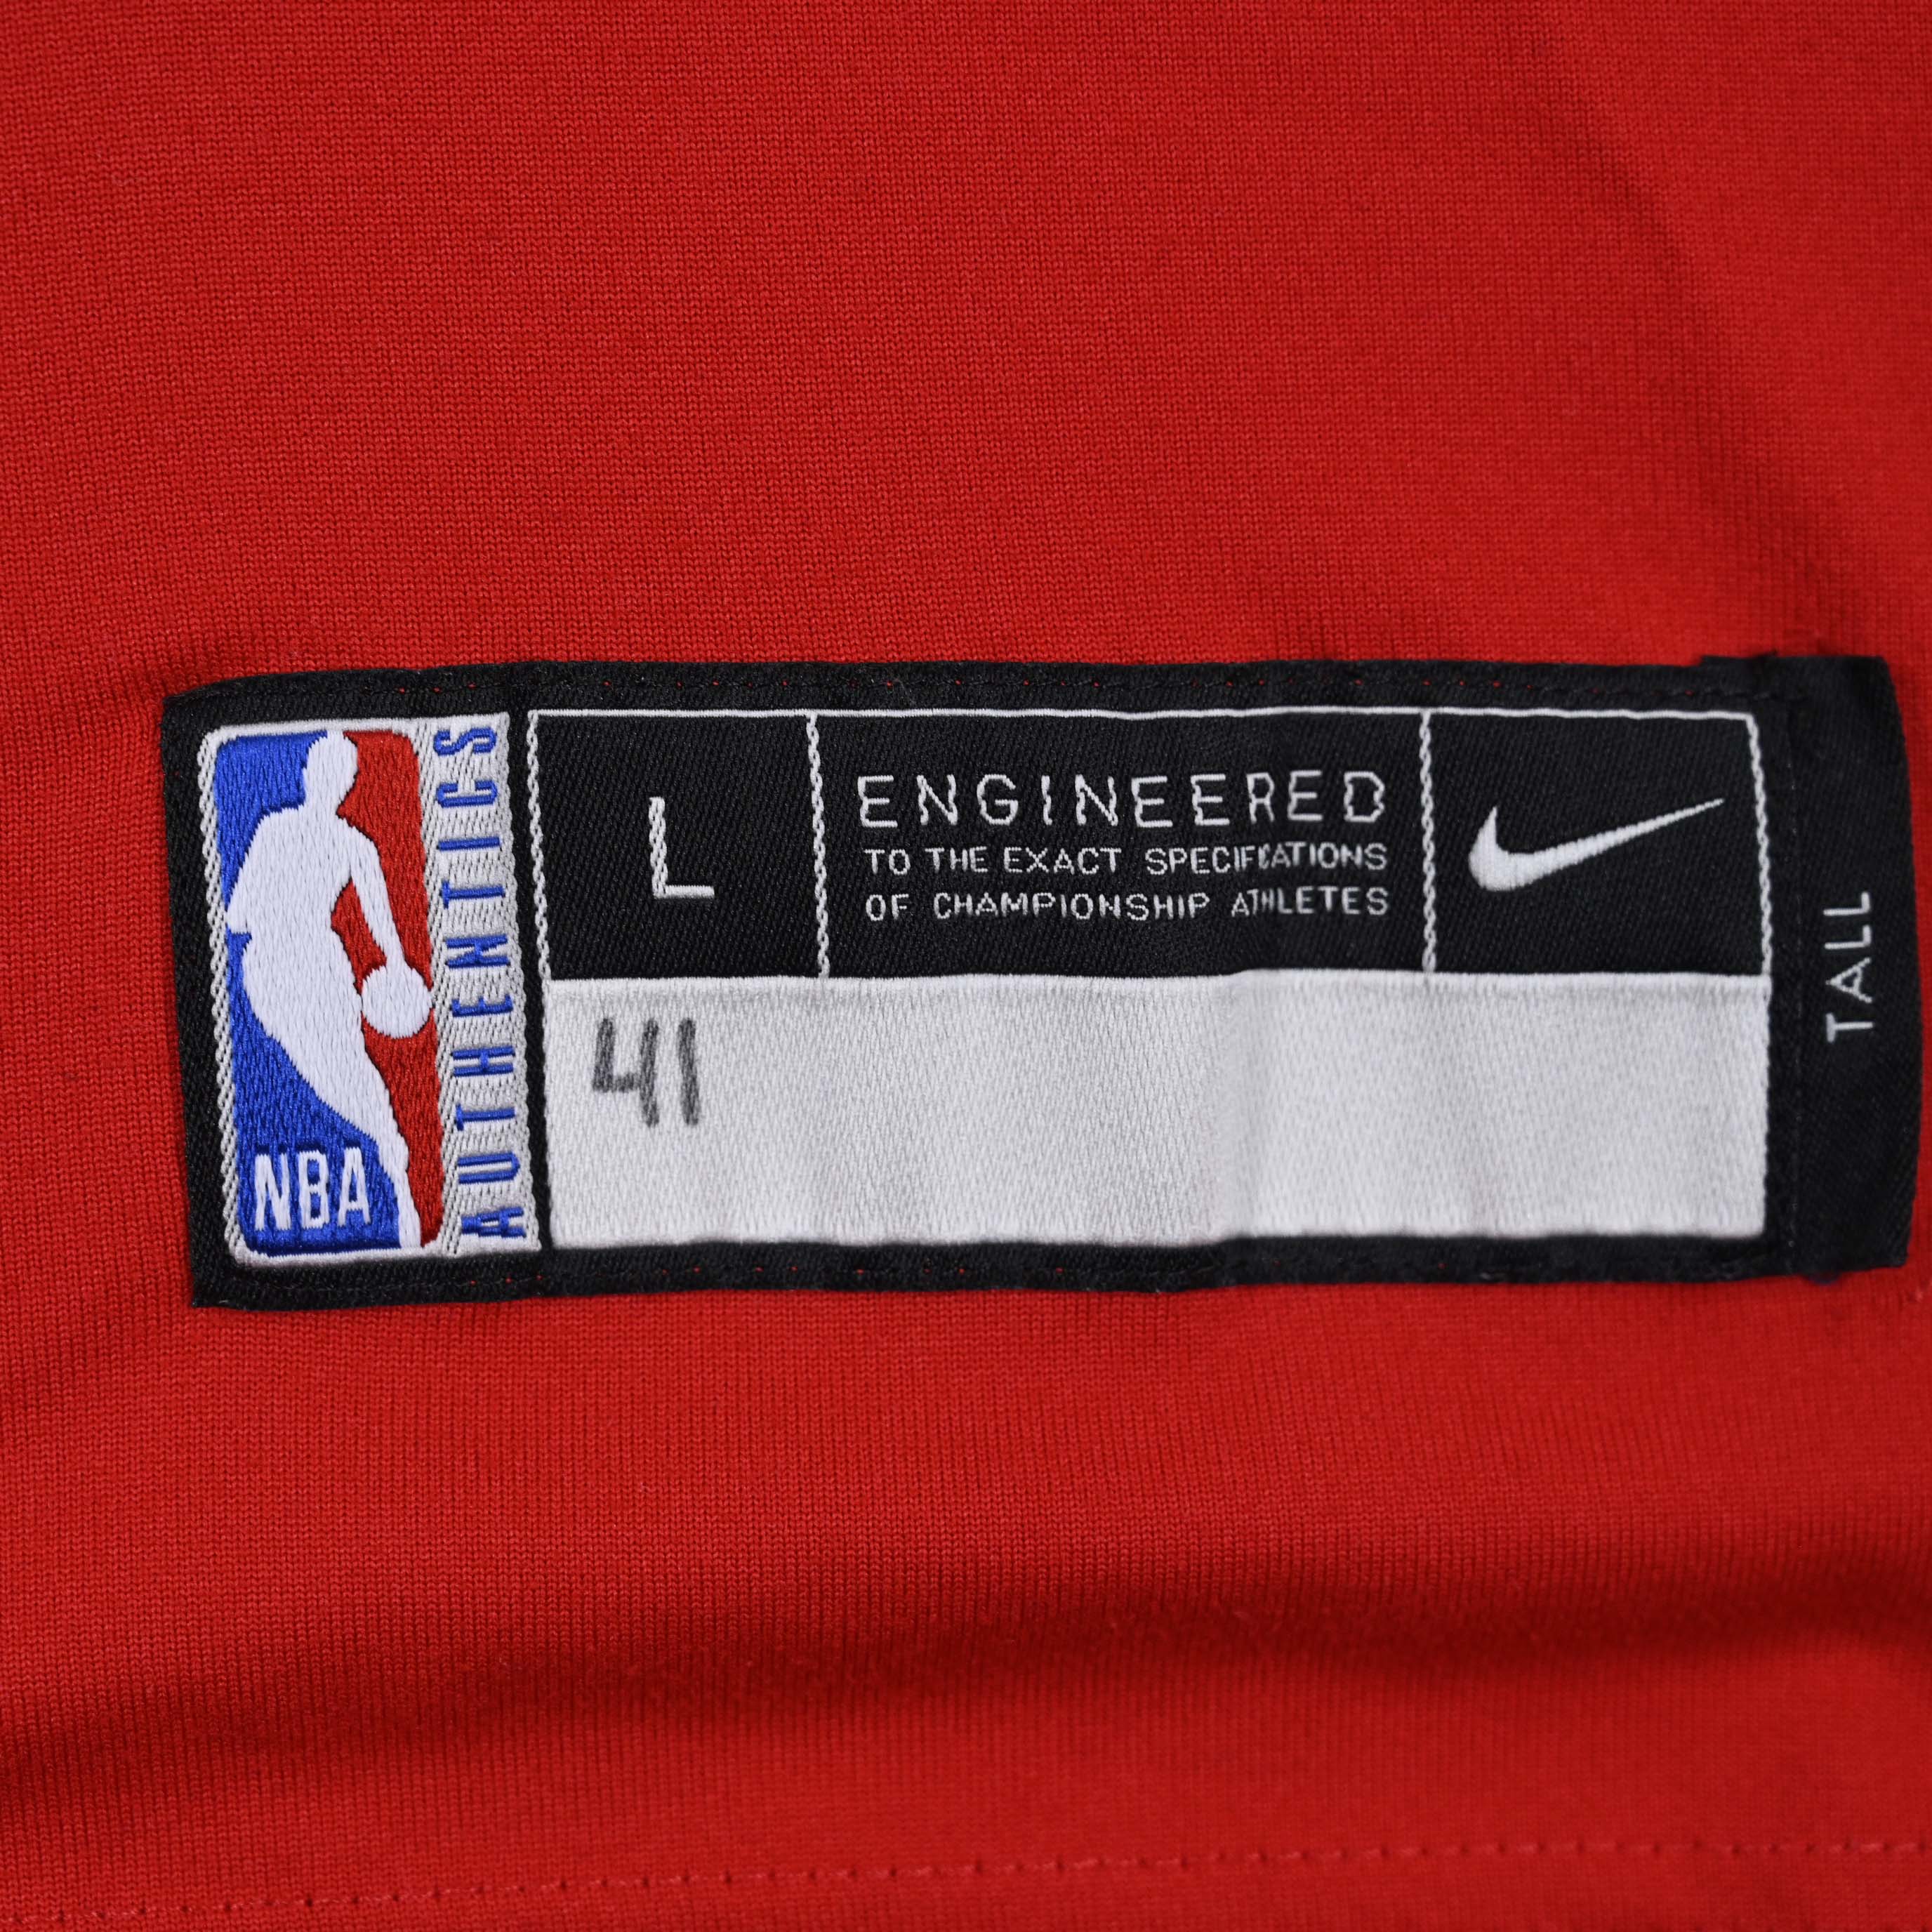 NBA
AUTHENTICS
L
ENGINEERED
TO THE EXACT SPECIFICATIONS
OF CHAMPIONSHIP ATHLETES
41
TALL